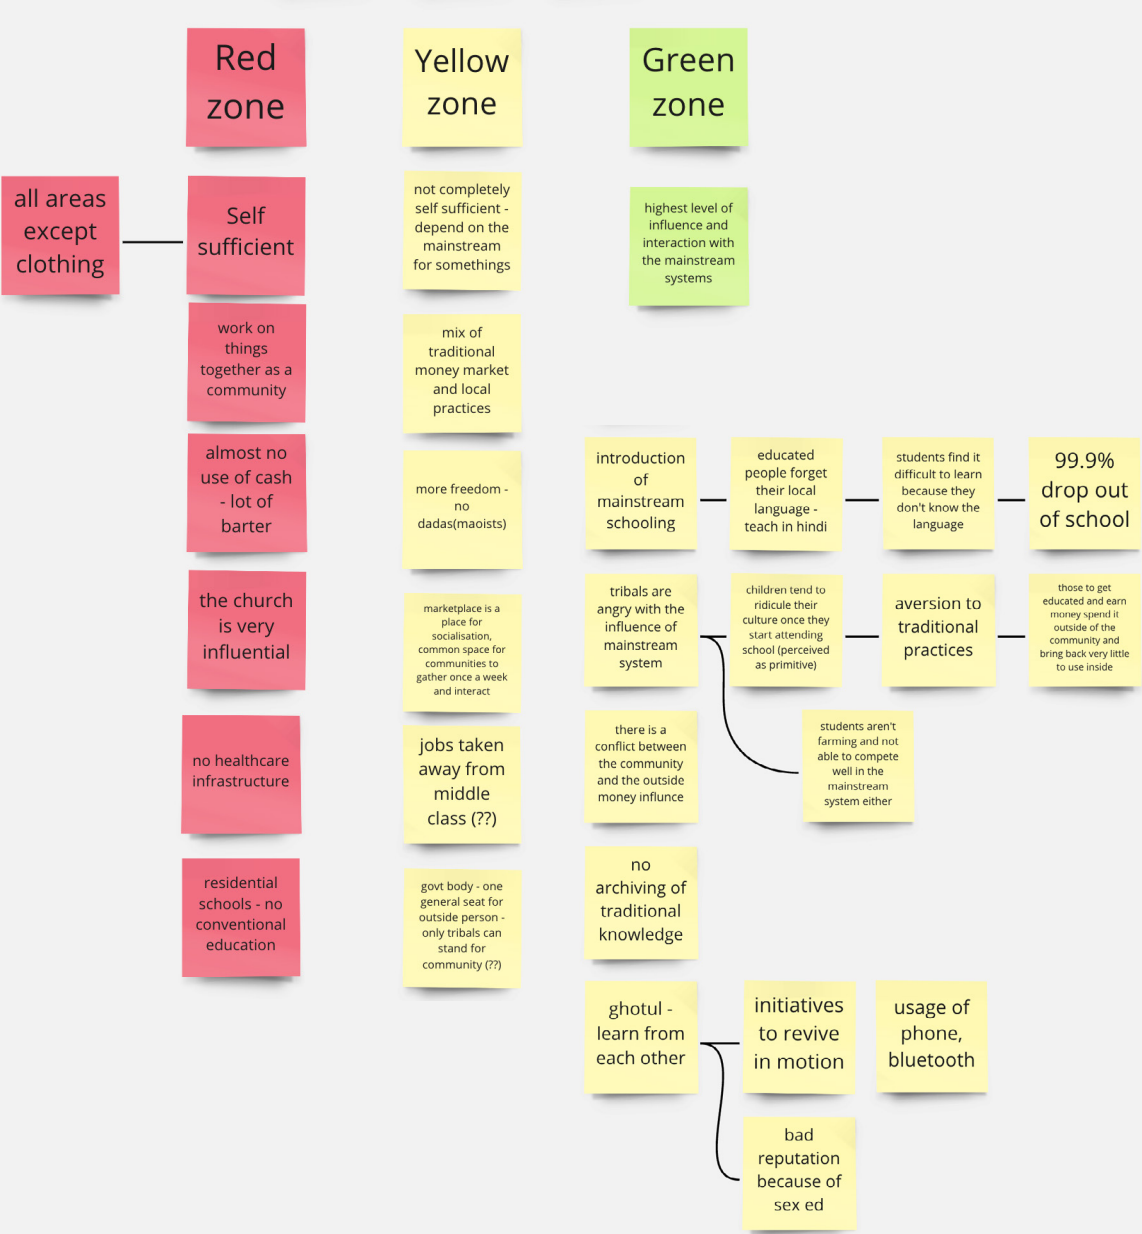 Red
zone
Yellow
zone
Green
zone
all areas
except
clothing
Self
sufficient
work on
things
together as a
community
almost no
use of cash
- lot of
barter
the church
is very
influential
no healthcare
infrastructure
residential
schools - no
conventional
education
not completely
self sufficient -
depend on the
mainstream
for somethings
mix of
traditional
money market
and local
practices
more freedom -
no
dadas(maoists)
marketplace is a
place for
socialisation,
common space for
communities to
gather once a week
and interact
jobs taken
away from
middle
class (??)
govt body - one
general seat for
outside person -
only tribals can
stand for
community (??)
highest level of
influence and
interaction with
the mainstream
systems
introduction
of
mainstream
schooling
educated
people forget
their local
language -
teach in hindi
students find it
difficult to learn
because they
don't know the
language
99.9%
drop out
of school
tribals are
angry with the
influence of
mainstream
system
children tend to
ridicule their
culture once they
start attending
school (perceived
as primitive)
aversion to
traditional
practices
those to get
educated and earn
money spend it
outside of the
community and
bring back very little
to use inside
students aren't
farming and not
able to compete
well in the
mainstream
system either
there is a
conflict between
the community
and the outside
money influnce
no
archiving of
traditional
knowledge
ghotul -
learn from
each other
initiatives
to revive
in motion
usage of
phone,
bluetooth
bad
reputation
because of
sex ed